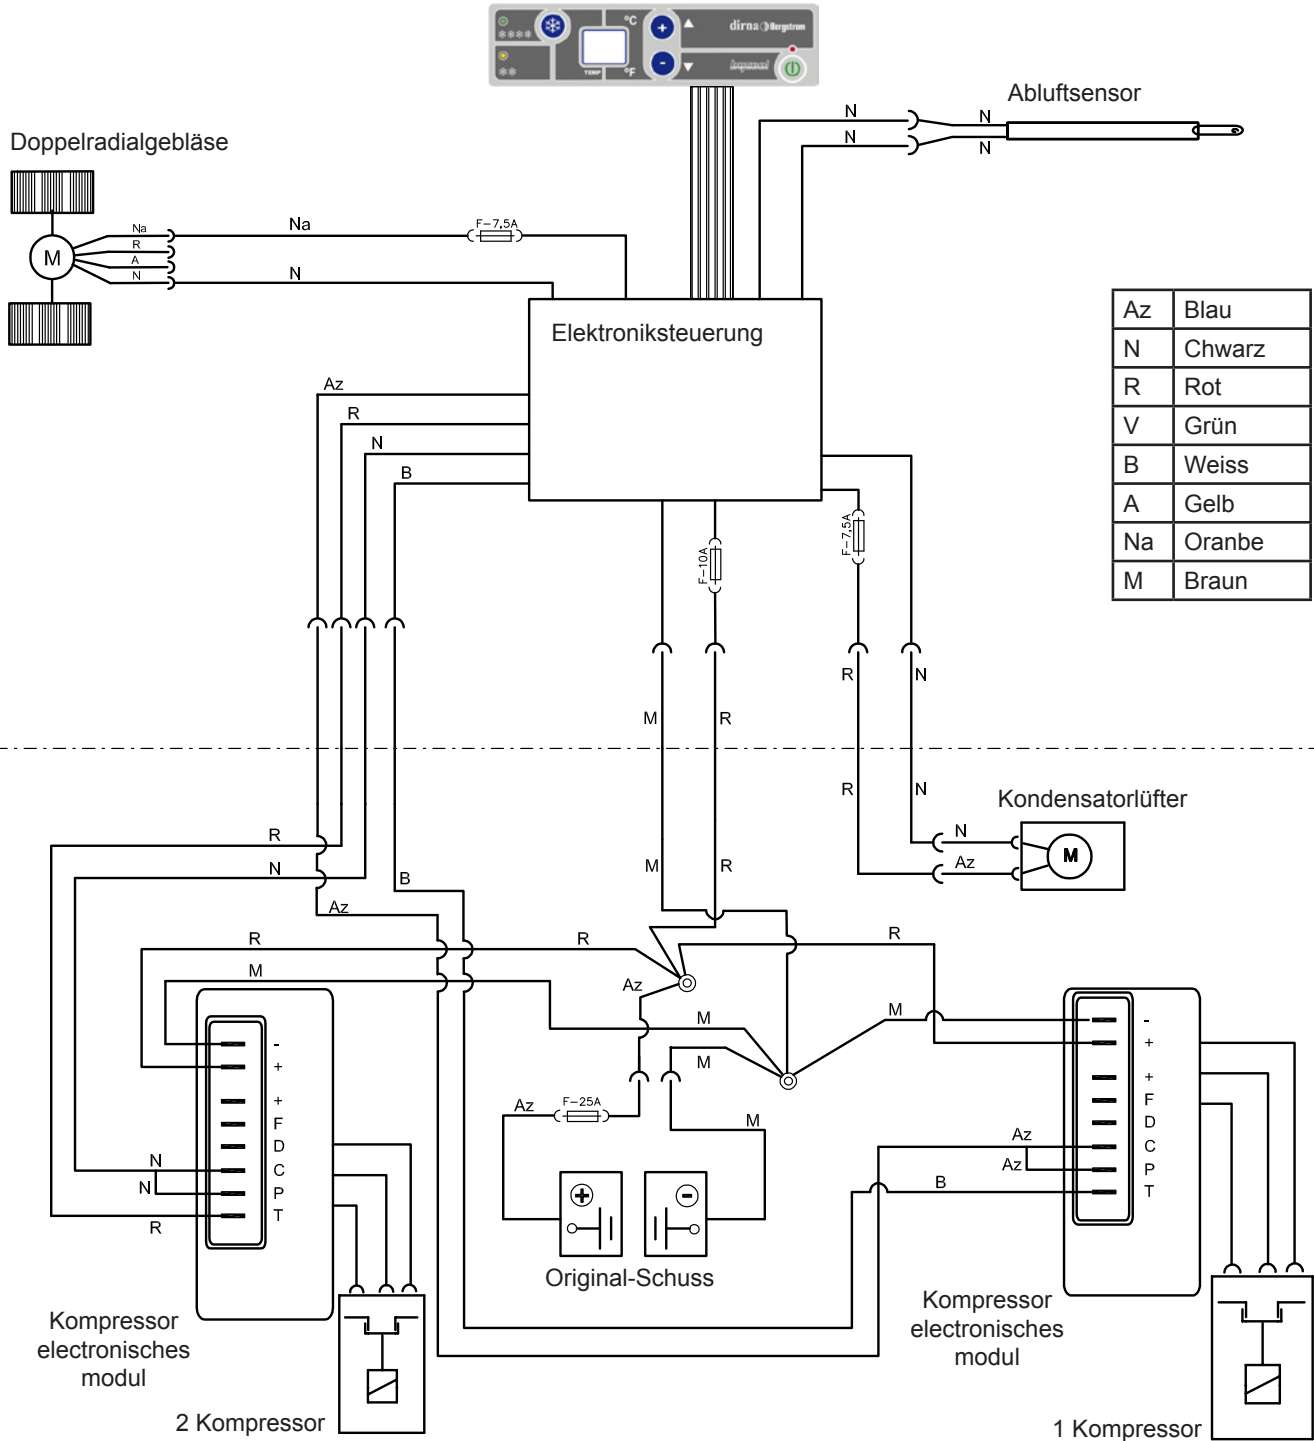 °C
dirna Bergstrom
TEMP
°F
Abluftsensor
N
N
N
N
Doppelradialgebläse
Na
R
A
N
Na
F-7,5A
N
M
Elektroniksteuerung
Az
R
N
B
Az Blau
N Chwarz
R Rot
V Grün
B Weiss
A Gelb
Na Oranbe
M Braun
F-10A
F-7,5A
R
N
M
R
R
N
Kondensatorlüfter
N
Az
M
R
N
B
Az
M
R
R
R
R
M
Az
M
M
M
-
+
+
F
D
C
P
T
N
N
R
Az
F-25A
M
+
-
Original-Schuss
-
+
+
F
D
C
P
T
Az
Az
B
Kompressor
electronisches
modul
2 Kompressor
Kompressor
electronisches
modul
1 Kompressor